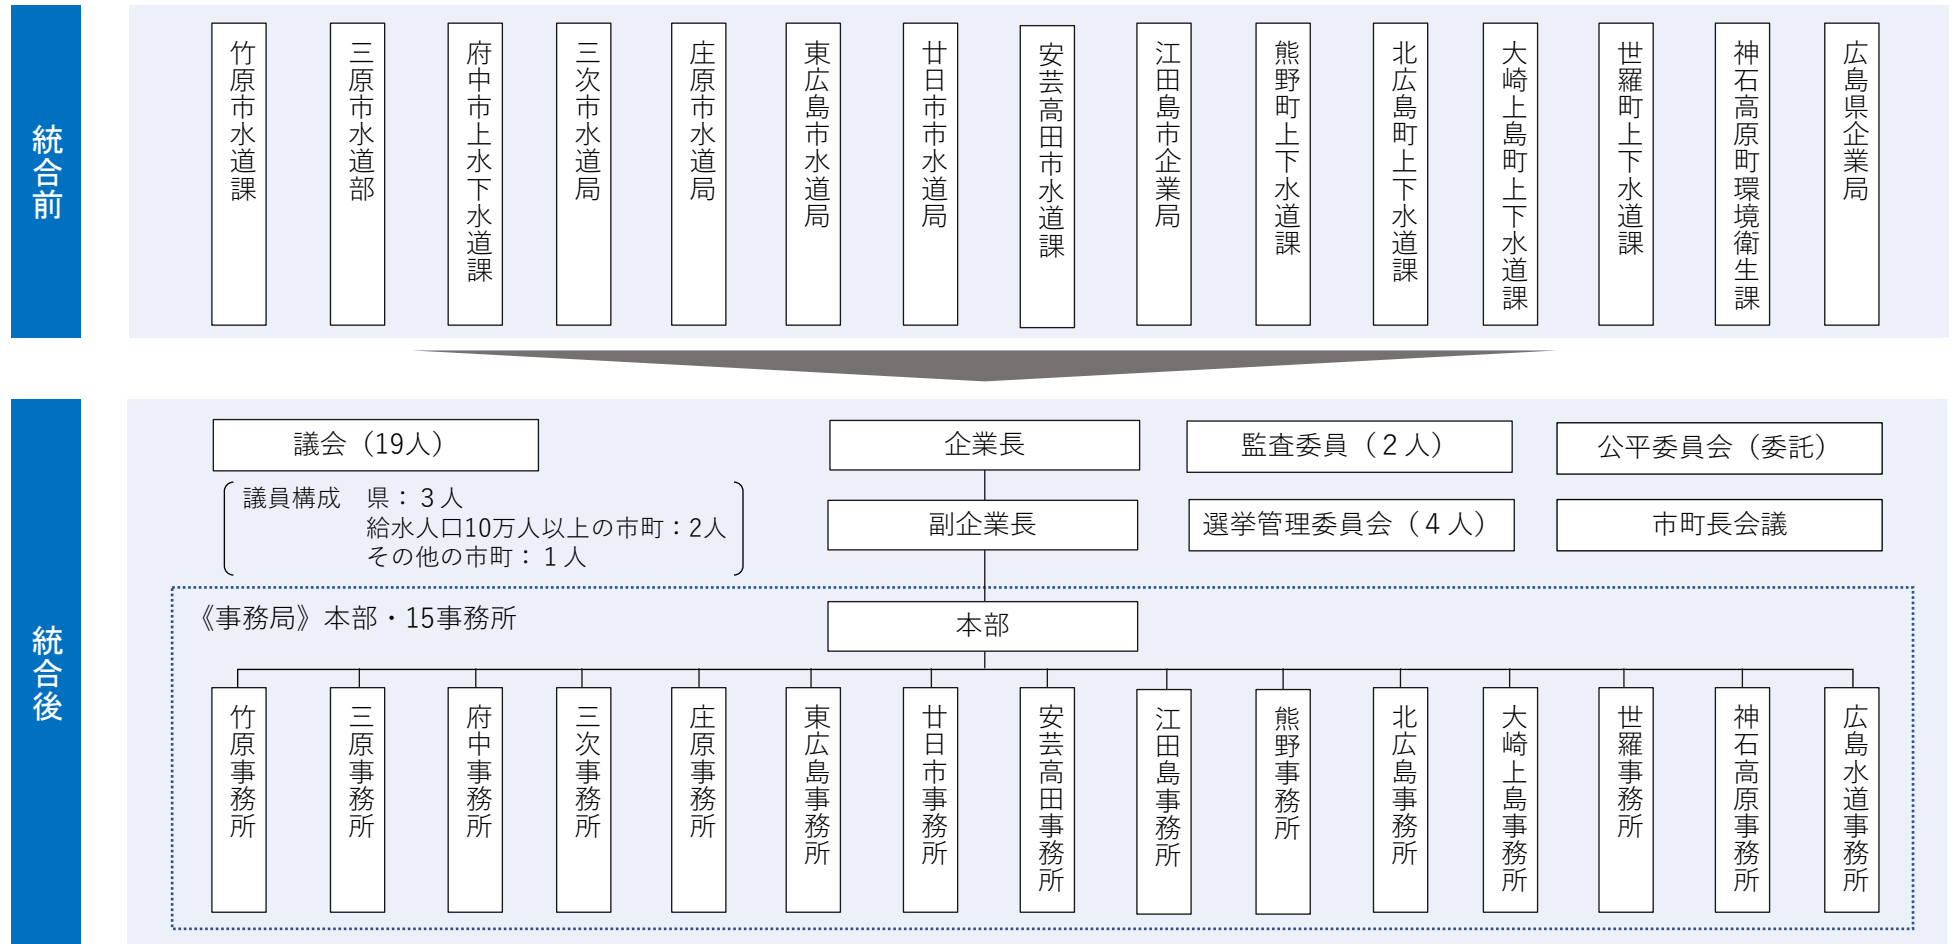 統合前
竹原市水道課
三原市水道部
府中市上水下水道課
三次市水道局
庄原市水道局
東広島市水道局
廿日市市水道局
安芸高田市水道課
江田島市企業局
熊野町上下水道課
北広島町上下水道課
大崎上島町上下水道課
世羅町上下水道課
神石高原町環境衛生課
広島県企業局
統合後
議会（19人）
議員構成　県：３人
給水人口10万人以上の市町：2人
その他の市町：１人
企業長
副企業長
監査委員（２人）
選挙管理委員会（４人）
公平委員会（委託）
市町長会議
《事務局》本部・15事務所
本部
竹原事務所
三原事務所
府中事務所
三次事務所
庄原事務所
東広島事務所
廿日市事務所
安芸高田事務所
江田島事務所
熊野事務所
北広島事務所
大崎上島事務所
世羅事務所
神石高原事務所
広島水道事務所